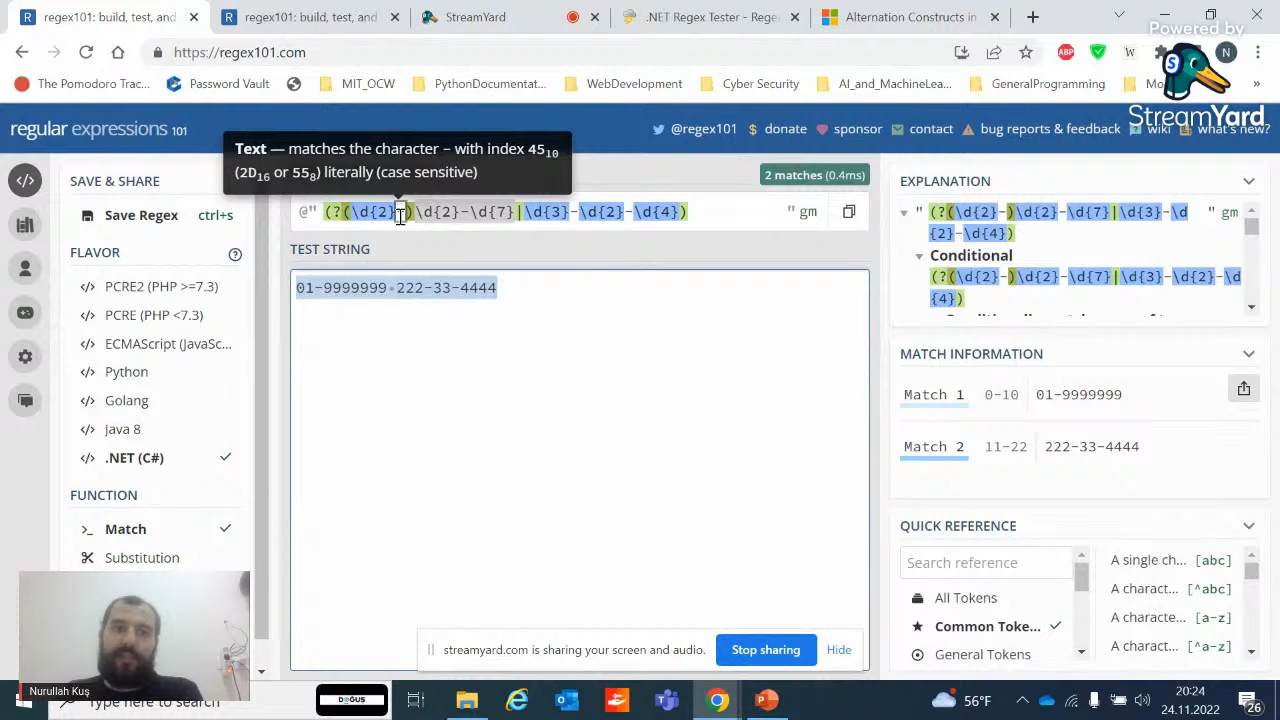 regex101: build, test, and
regex101: build, test, and
StreamYard
.NET Regex Tester - Rege
Alternation Constructs in
Powered by
https://regex101.com
ABP
W
N
StreamYard
The Pomodoro Trac...
Password Vault
MIT_OCW
PythonDocumentat...
WebDevelopment
Cyber Security
AI_and_MachineLea...
GeneralProgramming
regular expressions 101
@regex101
$ donate
sponsor
contact
bug reports & feedback
wiki
what's new?
Text — matches the character – with index 45₁₀
(2D₁₆ or 55₈) literally (case sensitive)
SAVE & SHARE
Save Regex ctrl+s
FLAVOR
</> PCRE2 (PHP >=7.3)
</> PCRE (PHP <7.3)
</> ECMAScript (JavaSc...
</> Python
</> Golang
</> Java 8
</> .NET (C#)
FUNCTION
>_ Match
Substitution
2 matches (0.4ms)
@" (?(\d{2}-)\d{2}-\d{7}|\d{3}-\d{2}-\d{4}) " gm
TEST STRING
01-9999999·222-33-4444
EXPLANATION
" (?(\d{2}-)\d{2}-\d{7}|\d{3}-\d " gm
{2}-\d{4})
Conditional
(?(\d{2}-)\d{2}-\d{7}|\d{3}-\d{2}-\d
{4})
MATCH INFORMATION
Match 1 0-10 01-9999999
Match 2 11-22 222-33-4444
QUICK REFERENCE
Search reference
All Tokens
Common Toke...
General Tokens
A single ch... [abc]
A charact... [^abc]
A characte... [a-z]
A charact... [^a-z]
streamyard.com is sharing your screen and audio.
Stop sharing
Hide
Nurullah Kuş
Type here to search
DOĞUŞ
56°F
20:24
24.11.2022
26